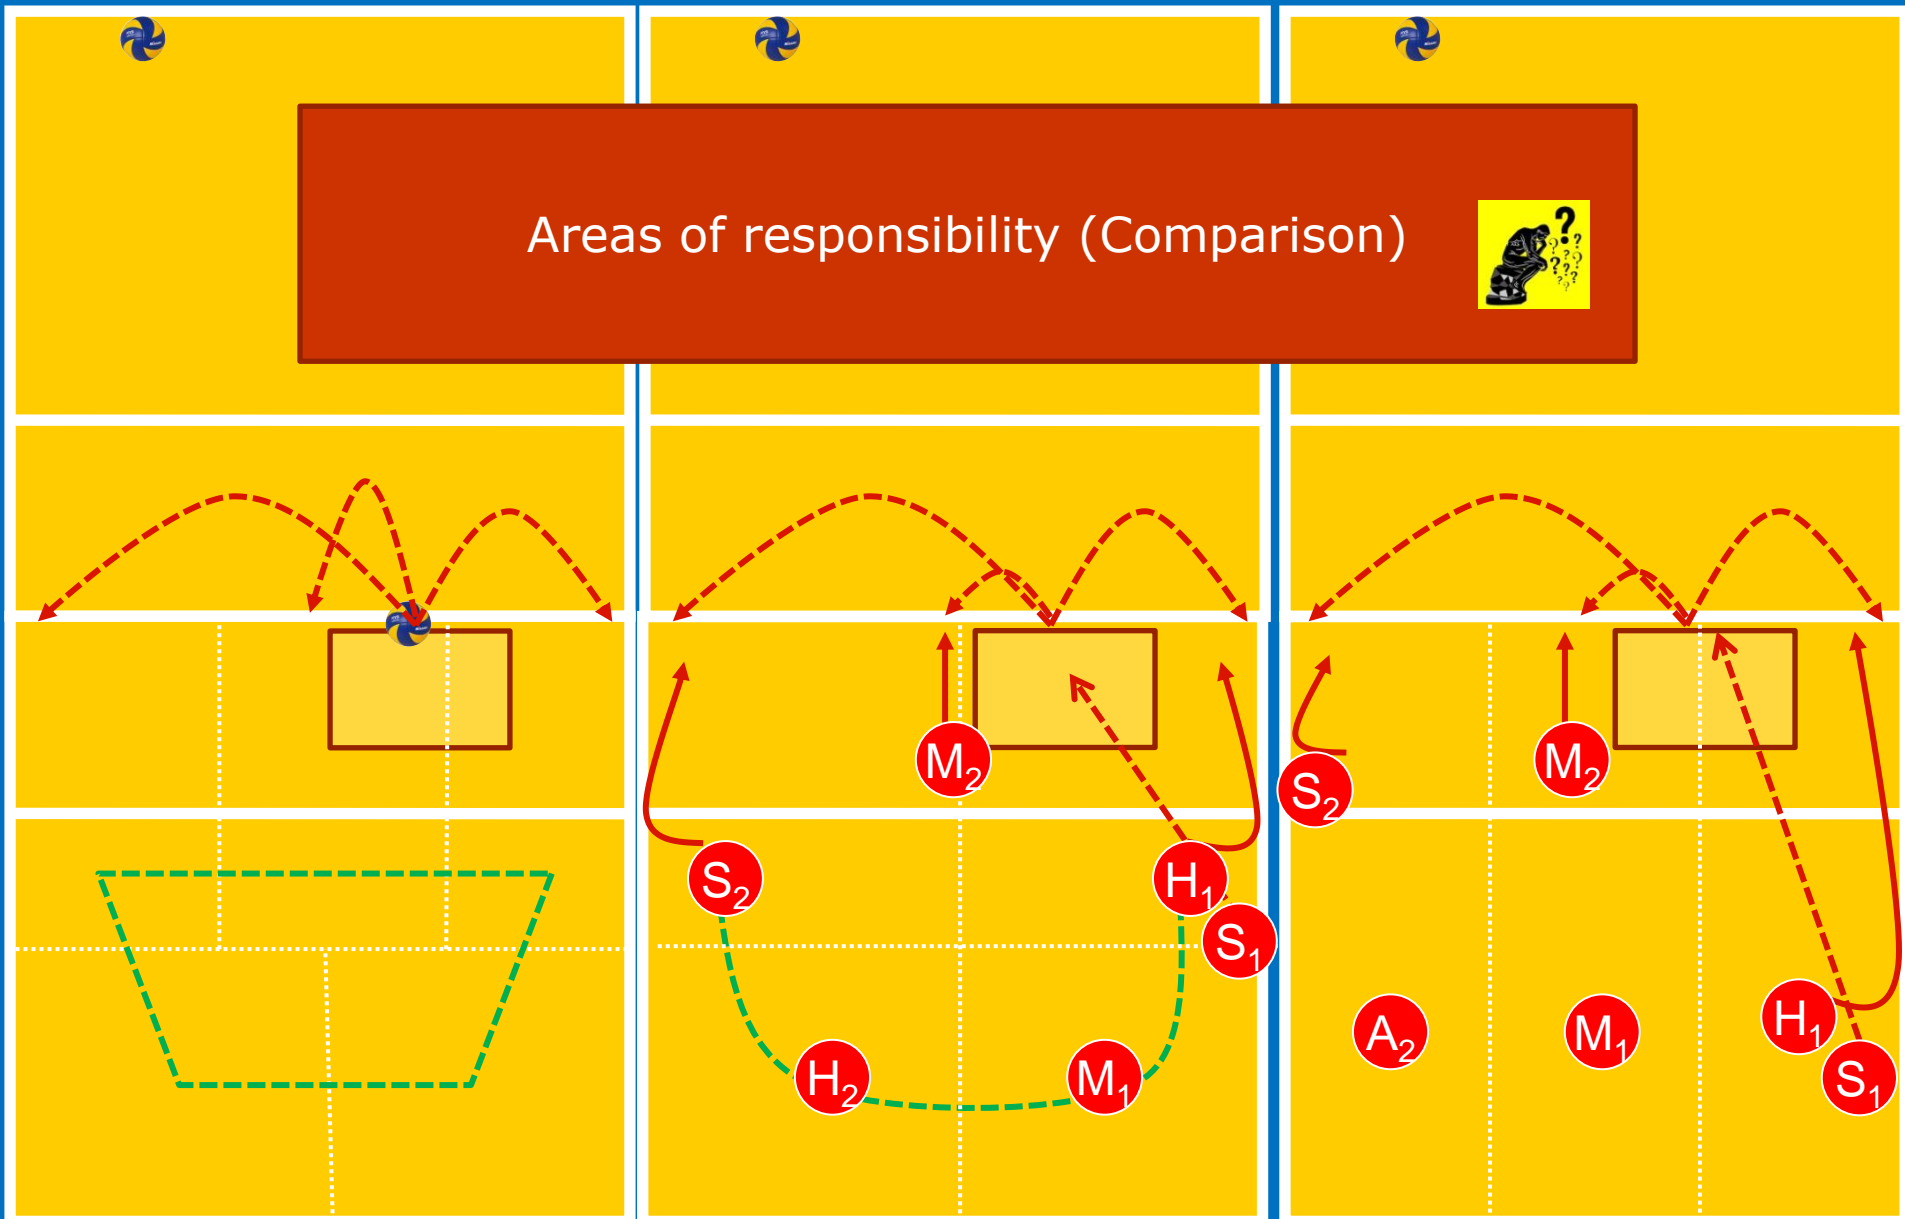 Areas of responsibility (Comparison)
? ? ? ? ? ? ? ? ?
M₂
M₂
S₂
S₂
H₁
S₁
A₂
M₁
H₁
H₂
M₁
S₁